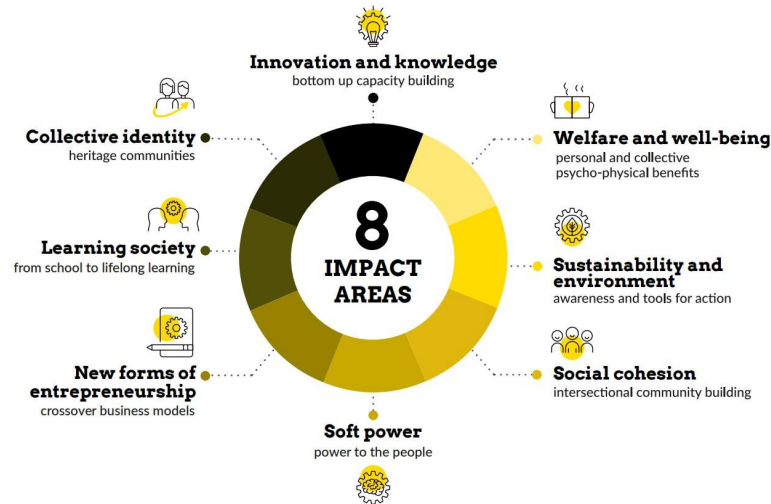 Innovation and knowledge
bottom up capacity building
Welfare and well-being
personal and collective
psycho-physical benefits
Sustainability and
environment
awareness and tools for action
Social cohesion
intersectional community building
Soft power
power to the people
New forms of
entrepreneurship
crossover business models
Learning society
from school to lifelong learning
Collective identity
heritage communities
8
IMPACT
AREAS